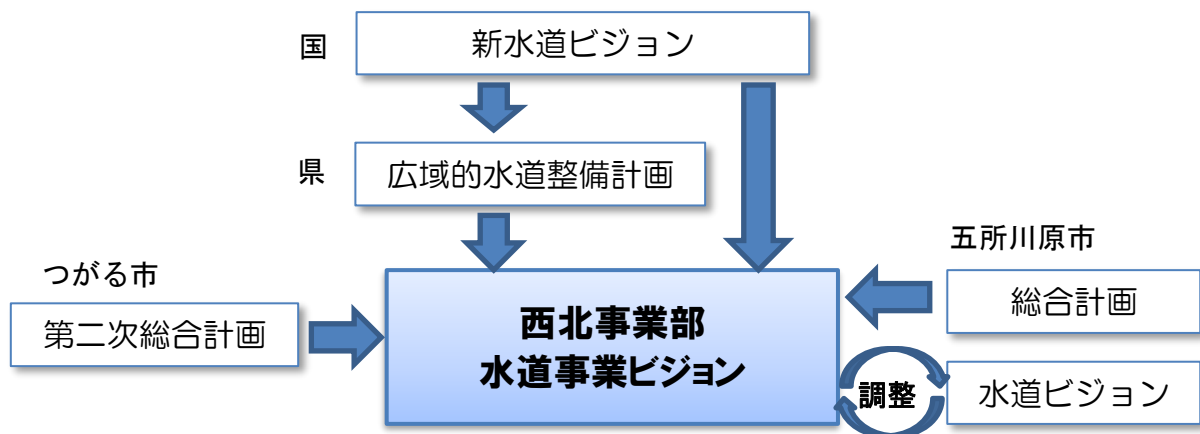 国
新水道ビジョン
県
広域的水道整備計画
五所川原市
つがる市
総合計画
第二次総合計画
西北事業部
水道事業ビジョン
調整
水道ビジョン